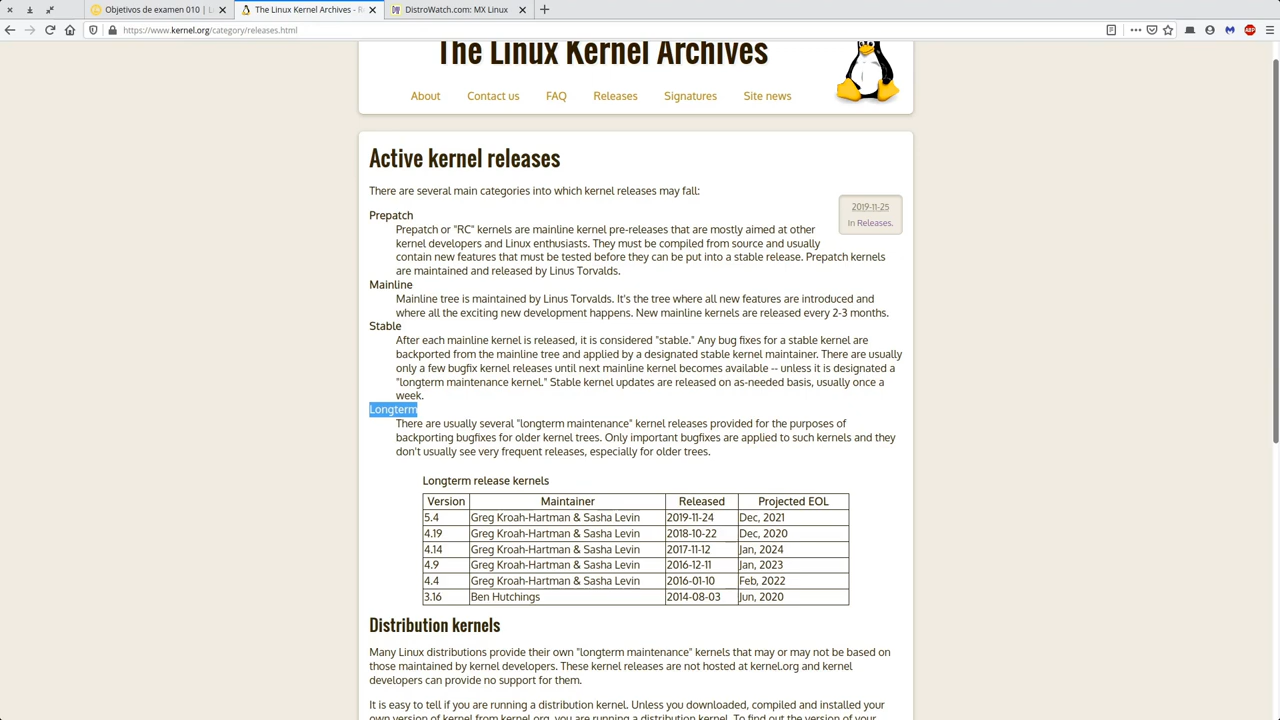 Objetivos de examen 010 | L
The Linux Kernel Archives - R
DistroWatch.com: MX Linux
https://www.kernel.org/category/releases.html
ABP
The Linux Kernel Archives
About Contact us FAQ Releases Signatures Site news
Active kernel releases
There are several main categories into which kernel releases may fall:
2019-11-25
In Releases.
Prepatch
Prepatch or "RC" kernels are mainline kernel pre-releases that are mostly aimed at other
kernel developers and Linux enthusiasts. They must be compiled from source and usually
contain new features that must be tested before they can be put into a stable release. Prepatch kernels
are maintained and released by Linus Torvalds.
Mainline
Mainline tree is maintained by Linus Torvalds. It's the tree where all new features are introduced and
where all the exciting new development happens. New mainline kernels are released every 2-3 months.
Stable
After each mainline kernel is released, it is considered "stable." Any bug fixes for a stable kernel are
backported from the mainline tree and applied by a designated stable kernel maintainer. There are usually
only a few bugfix kernel releases until next mainline kernel becomes available -- unless it is designated a
"longterm maintenance kernel." Stable kernel updates are released on as-needed basis, usually once a
week.
Longterm
There are usually several "longterm maintenance" kernel releases provided for the purposes of
backporting bugfixes for older kernel trees. Only important bugfixes are applied to such kernels and they
don't usually see very frequent releases, especially for older trees.
Longterm release kernels
Version Maintainer Released Projected EOL
5.4 Greg Kroah-Hartman & Sasha Levin 2019-11-24 Dec, 2021
4.19 Greg Kroah-Hartman & Sasha Levin 2018-10-22 Dec, 2020
4.14 Greg Kroah-Hartman & Sasha Levin 2017-11-12 Jan, 2024
4.9 Greg Kroah-Hartman & Sasha Levin 2016-12-11 Jan, 2023
4.4 Greg Kroah-Hartman & Sasha Levin 2016-01-10 Feb, 2022
3.16 Ben Hutchings 2014-08-03 Jun, 2020
Distribution kernels
Many Linux distributions provide their own "longterm maintenance" kernels that may or may not be based on
those maintained by kernel developers. These kernel releases are not hosted at kernel.org and kernel
developers can provide no support for them.
It is easy to tell if you are running a distribution kernel. Unless you downloaded, compiled and installed your
own version of kernel from kernel.org, you are running a distribution kernel. To find out the version of your